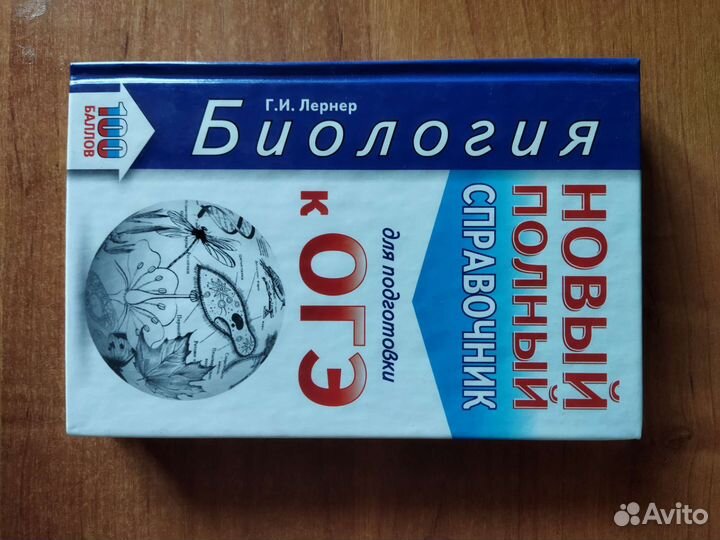 Г.И. Лернер
Биология
НОВЫЙ
ПОЛНЫЙ
СПРАВОЧНИК
для подготовки
к ОГЭ
100
БАЛЛОВ
Avito